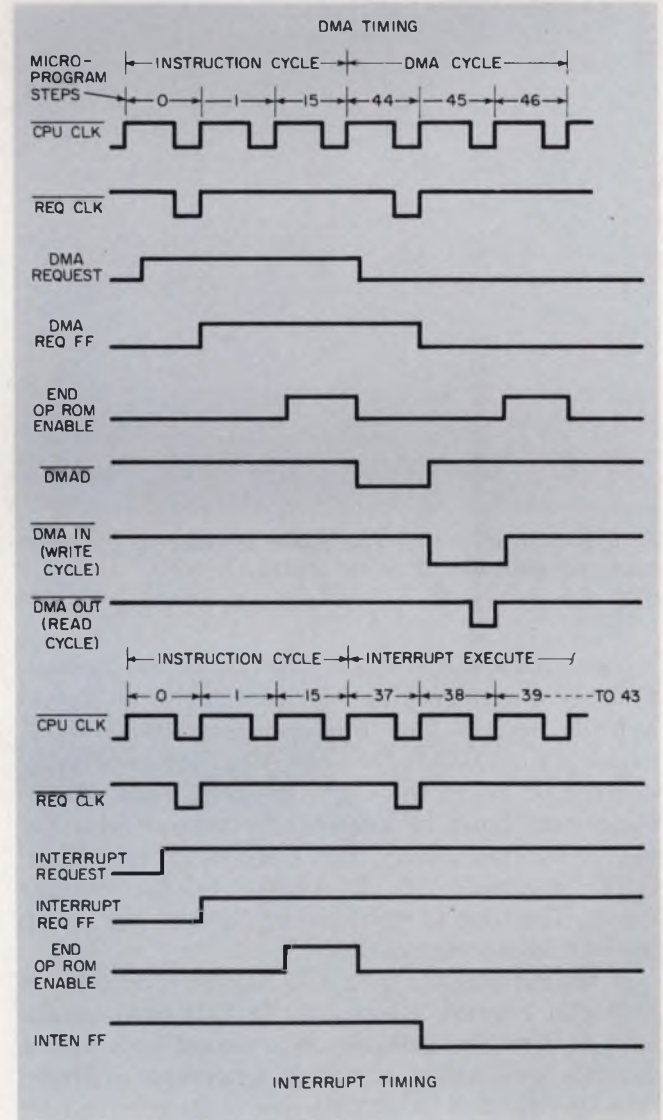 DMA TIMING
MICRO-
PROGRAM
STEPS
INSTRUCTION CYCLE
DMA CYCLE
0 1 15 44 45 46
CPU CLK
REQ CLK
DMA
REQUEST
DMA
REQ FF
END
OP ROM
ENABLE
DMAD
DMA IN
(WRITE
CYCLE)
DMA OUT
(READ
CYCLE)
INSTRUCTION CYCLE
INTERRUPT EXECUTE
0 1 15 37 38 39 ----- TO 43
CPU CLK
REQ CLK
INTERRUPT
REQUEST
INTERRUPT
REQ FF
END
OP ROM
ENABLE
INTEN FF
INTERRUPT TIMING